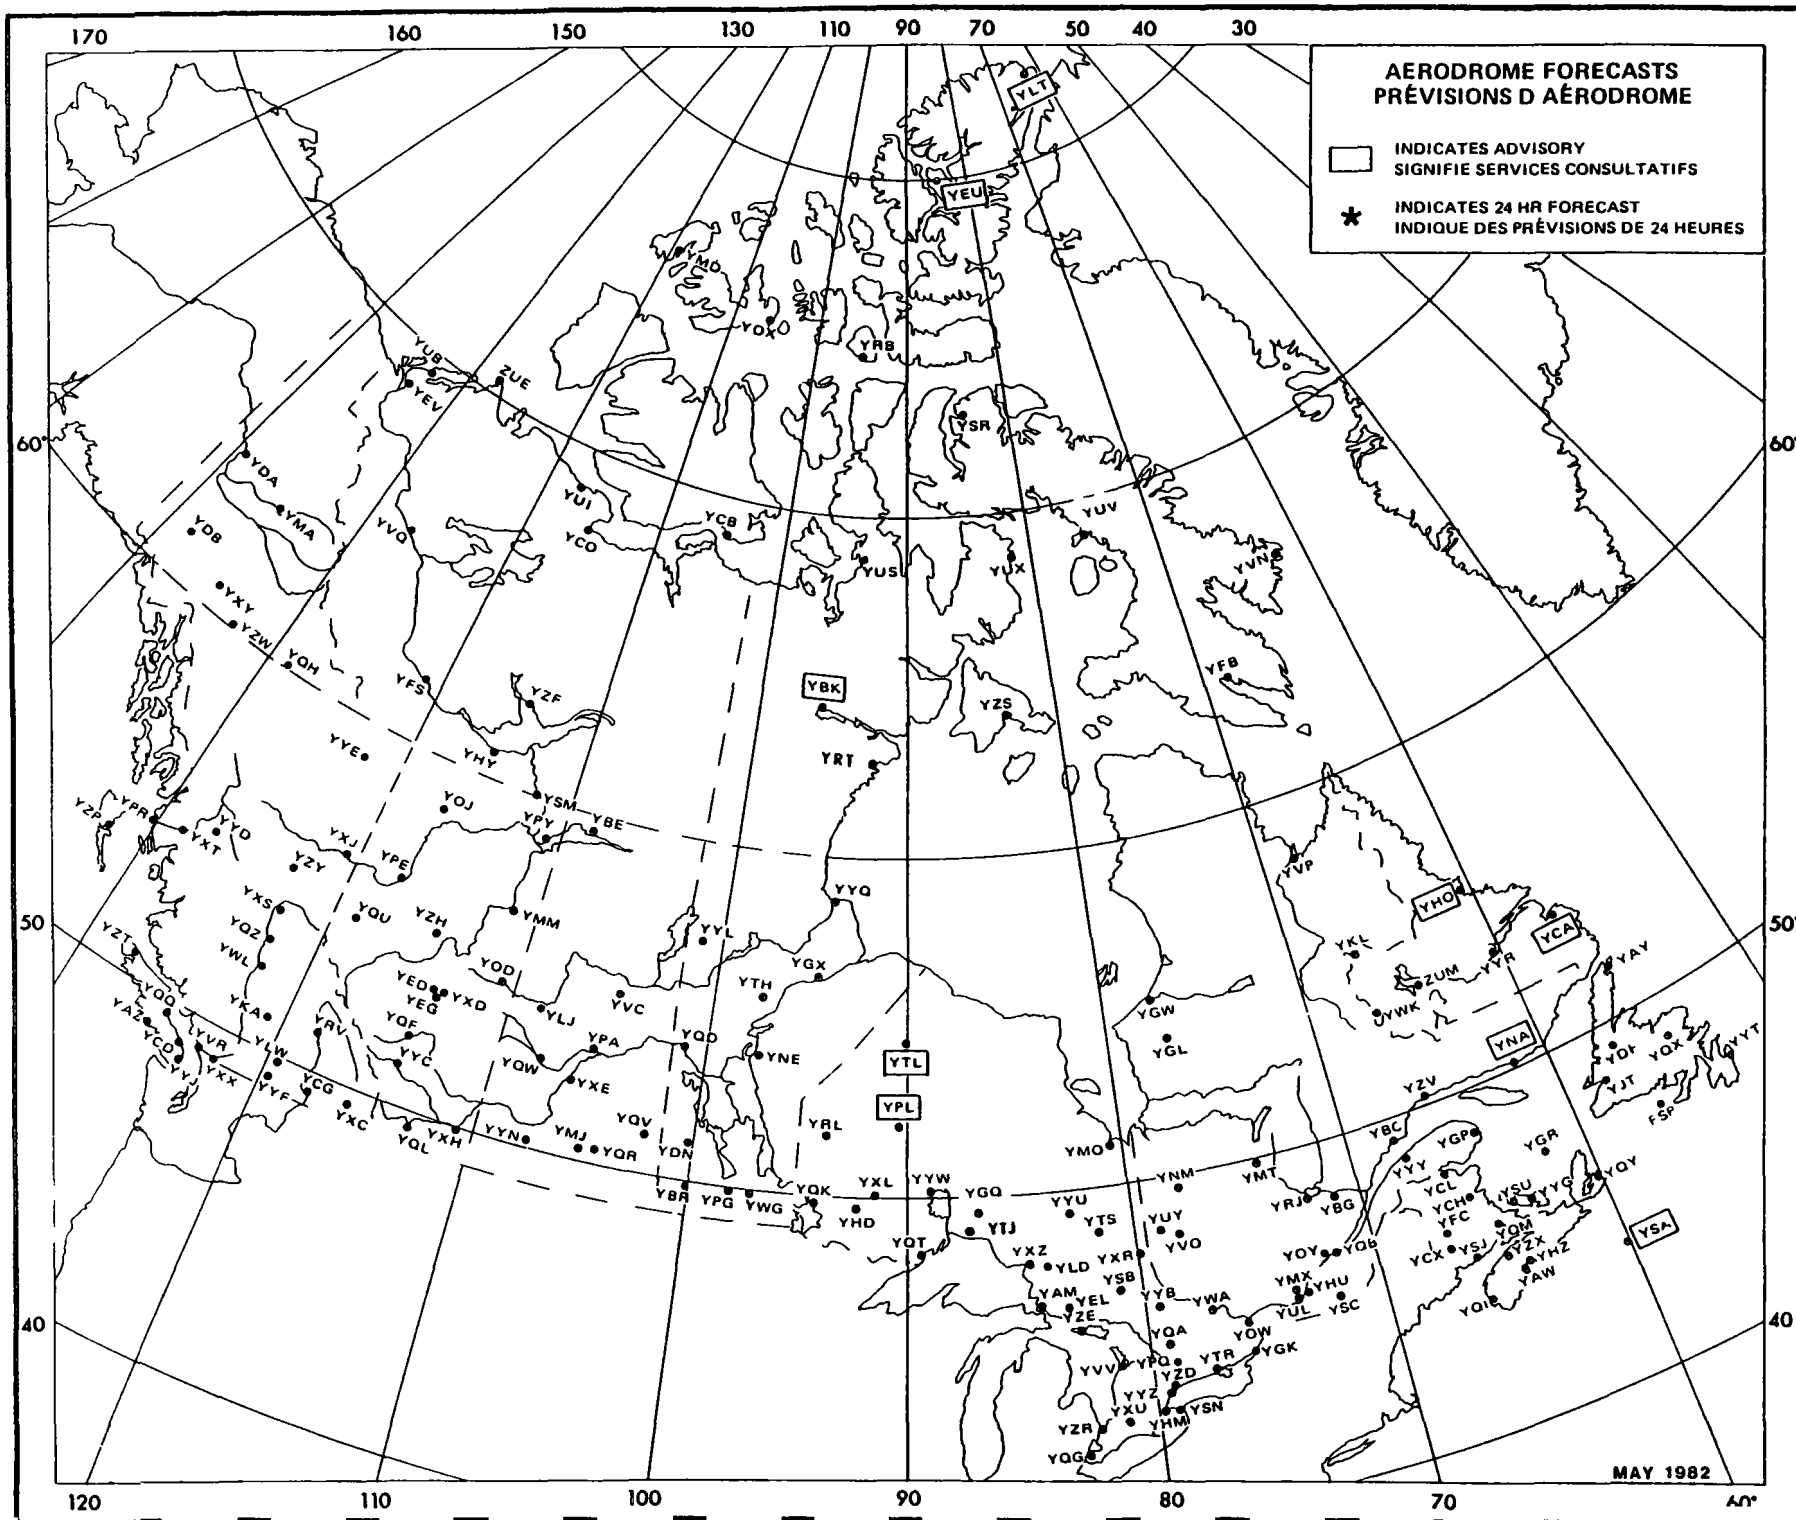 170 160 150 130 110 90 70 50 40 30
AERODROME FORECASTS
PRÉVISIONS D AÉRODROME
INDICATES ADVISORY
SIGNIFIE SERVICES CONSULTATIFS
* INDICATES 24 HR FORECAST
INDIQUE DES PRÉVISIONS DE 24 HEURES
YLT
YEU
YMD
YOX
YRB
YUB
ZUE
YEV
YSR
60° 60°
YDA
YUI
YMA
YCB
YUV
YDB
YVQ
YCO
YUS
YUX
YVN
YXY
YZW
YQH
YFS
YZF
YBK
YZS
YFB
YYE
YHY
YRT
YZP
YPR
YXT
YYD
YOJ
YSM
YPY
YBE
YXJ
YPE
YZY
YVP
YXS
YQU
YZH
YMM
YYQ
YHO
50 50°
YZT
YQZ
YWL
YYL
YKL
YCA
YAY
YYR
YGX
YTH
YED
YXD
YEG
YOD
YVC
YLJ
ZUM
YWK
YGW
YGL
YQQ
YAZ
YCD
YYJ
YVR
YXX
YKA
YLW
YRV
YQF
YYC
YQW
YPA
YQD
YNE
YXE
YTL
YPL
YNA
YDF
YQX
YYT
YJT
FSP
YZV
YYF
YCG
YXC
YQL
YXH
YYN
YMJ
YQR
YQV
YDN
YRL
YMO
YBC
YGP
YGR
YBR
YPG
YWG
YQK
YXL
YHD
YYW
YGQ
YTJ
YQT
YYU
YNM
YMT
YRJ
YBG
YYY
YCL
YCH
YSU
YYG
YQY
YTS
YUY
YVO
YFC
YQM
YSA
YXZ
YLD
YXR
YOY
YQB
YCX
YSJ
YZX
YHZ
YAW
YQI
YAM
YEL
YSB
YYB
YWA
YMX
YHU
YUL
YSC
YZE
40 40
YQA
YOW
YVV
YPQ
YTR
YGK
YZD
YYZ
YXU
YHM
YSN
YZR
YQG
MAY 1982
120 110 100 90 80 70 60°